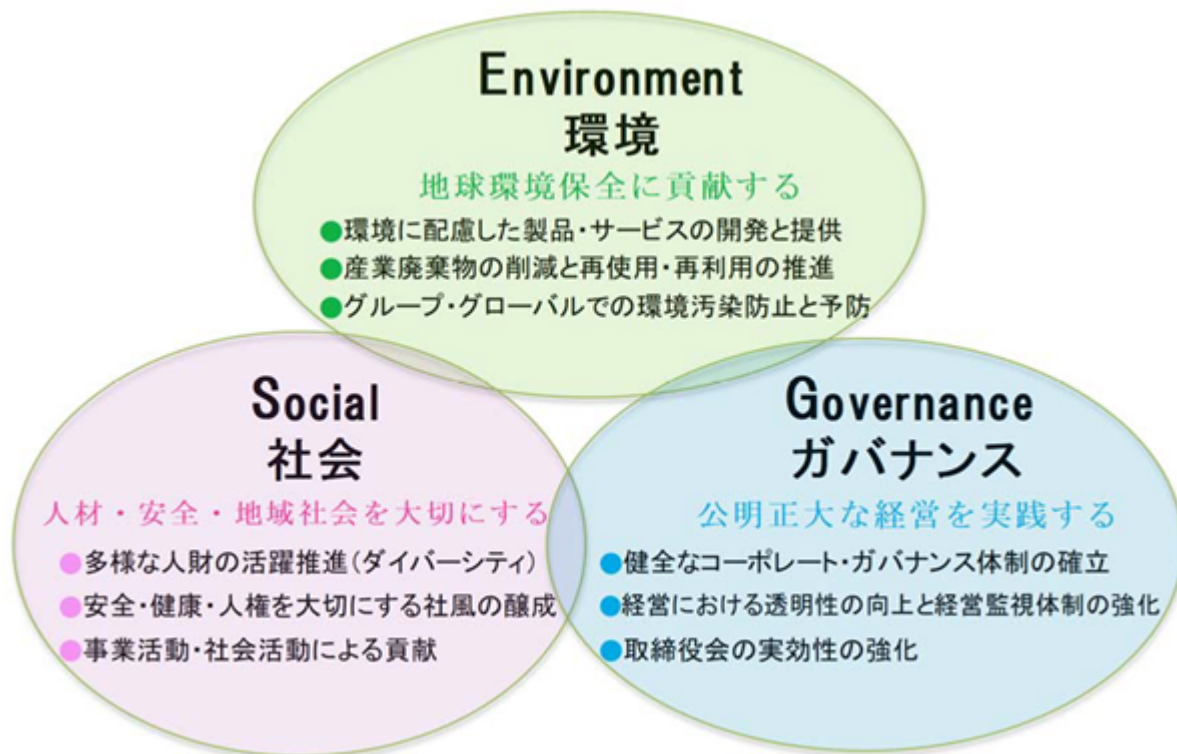 Environment
環境
地球環境保全に貢献する
●環境に配慮した製品・サービスの開発と提供
●産業廃棄物の削減と再使用・再利用の推進
●グループ・グローバルでの環境汚染防止と予防
Social
社会
人材・安全・地域社会を大切にする
●多様な人財の活躍推進(ダイバーシティ)
●安全・健康・人権を大切にする社風の醸成
●事業活動・社会活動による貢献
Governance
ガバナンス
公明正大な経営を実践する
●健全なコーポレート・ガバナンス体制の確立
●経営における透明性の向上と経営監視体制の強化
●取締役会の実効性の強化